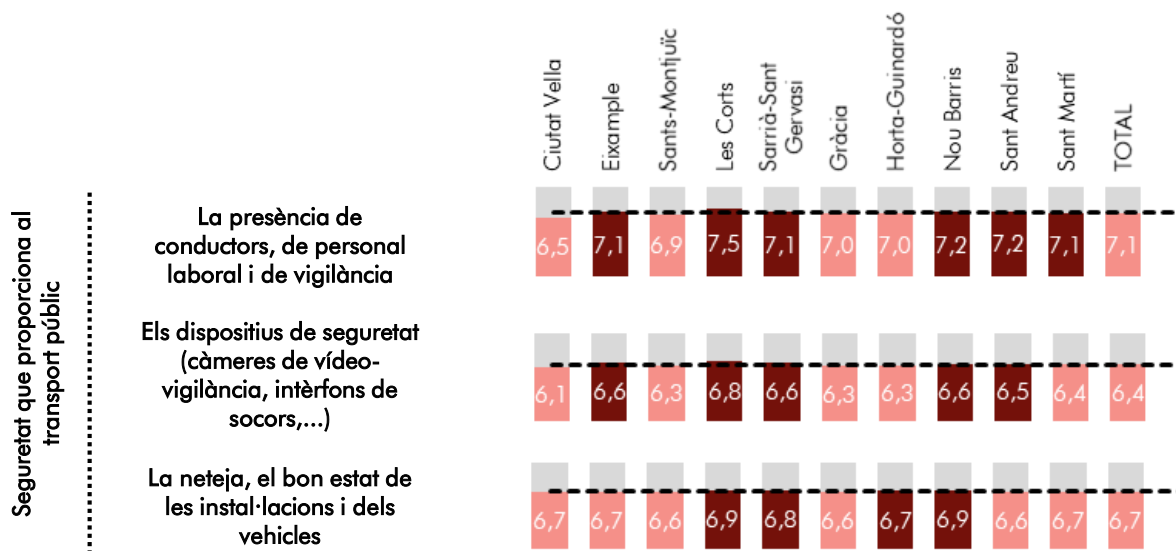 Ciutat Vella
Eixample
Sants-Montjuïc
Les Corts
Sarrià-Sant
Gervasi
Gràcia
Horta-Guinardó
Nou Barris
Sant Andreu
Sant Martí
TOTAL
Seguretat que proporciona al
transport públic
La presència de
conductors, de personal
laboral i de vigilància
6,5 7,1 6,9 7,5 7,1 7,0 7,0 7,2 7,2 7,1 7,1
Els dispositius de seguretat
(càmeres de vídeo-
vigilància, intèrfons de
socors,...)
6,1 6,6 6,3 6,8 6,6 6,3 6,3 6,6 6,5 6,4 6,4
La neteja, el bon estat de
les instal·lacions i dels
vehicles
6,7 6,7 6,6 6,9 6,8 6,6 6,7 6,9 6,6 6,7 6,7